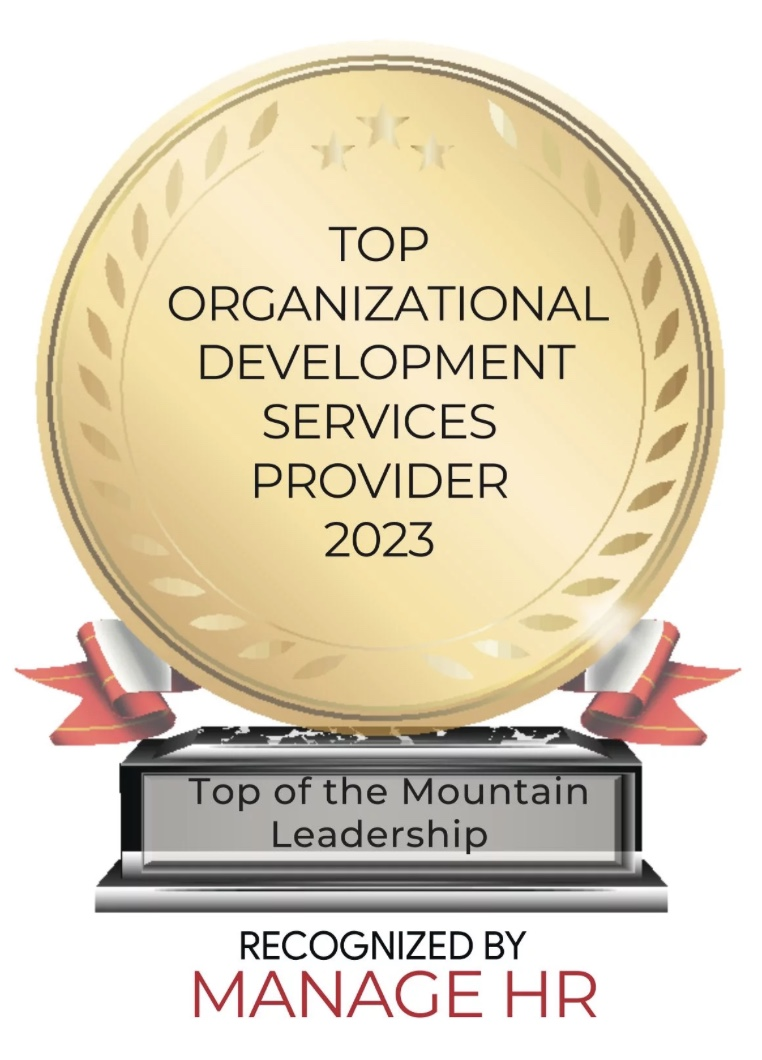 TOP
ORGANIZATIONAL
DEVELOPMENT
SERVICES
PROVIDER
2023
Top of the Mountain
Leadership
RECOGNIZED BY
MANAGE HR